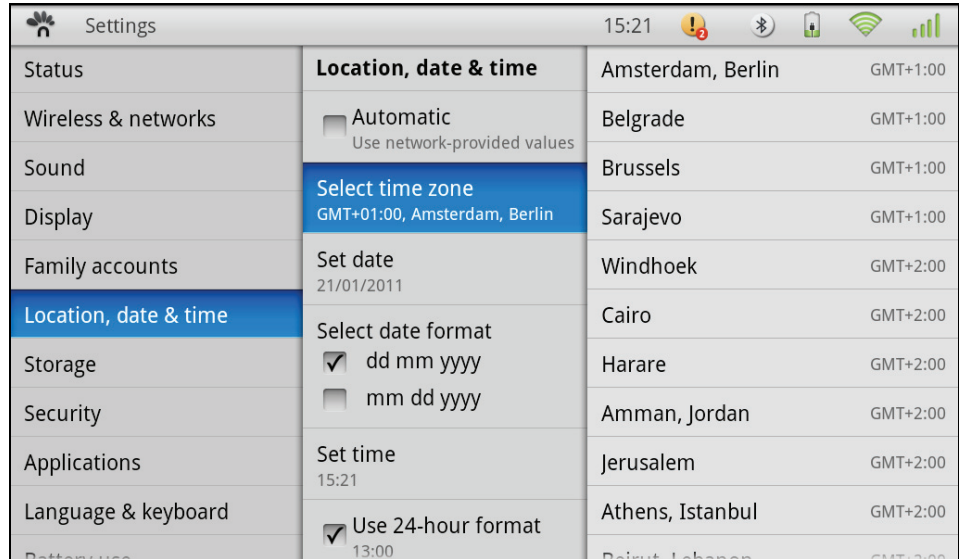 Settings
15:21
2
Status
Wireless & networks
Sound
Display
Family accounts
Location, date & time
Storage
Security
Applications
Language & keyboard
Battery use
Location, date & time
Automatic
Use network-provided values
Select time zone
GMT+01:00, Amsterdam, Berlin
Set date
21/01/2011
Select date format
dd mm yyyy
mm dd yyyy
Set time
15:21
Use 24-hour format
13:00
Amsterdam, Berlin GMT+1:00
Belgrade GMT+1:00
Brussels GMT+1:00
Sarajevo GMT+1:00
Windhoek GMT+2:00
Cairo GMT+2:00
Harare GMT+2:00
Amman, Jordan GMT+2:00
Jerusalem GMT+2:00
Athens, Istanbul GMT+2:00
Beirut, Lebanon